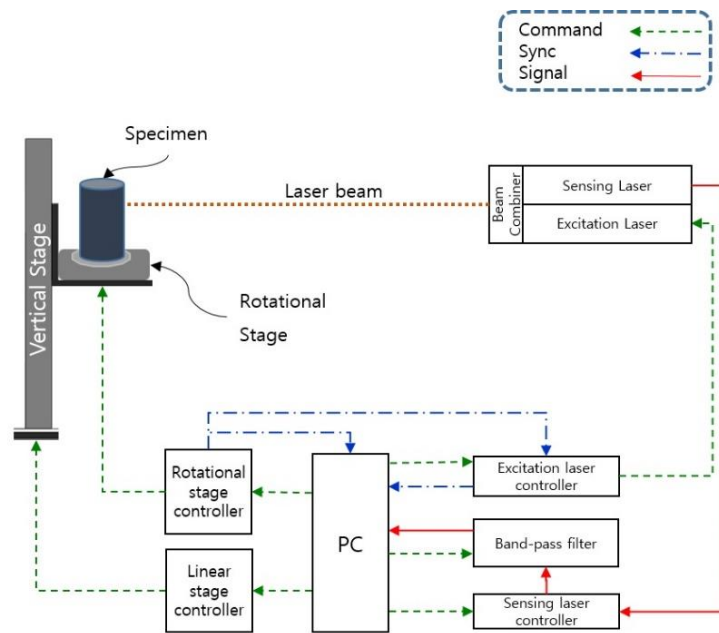 Command
Sync
Signal
Specimen
Laser beam
Beam
Combiner
Sensing Laser
Excitation Laser
Vertical Stage
Rotational
Stage
Rotational
stage
controller
PC
Excitation laser
controller
Band-pass filter
Linear
stage
controller
Sensing laser
controller